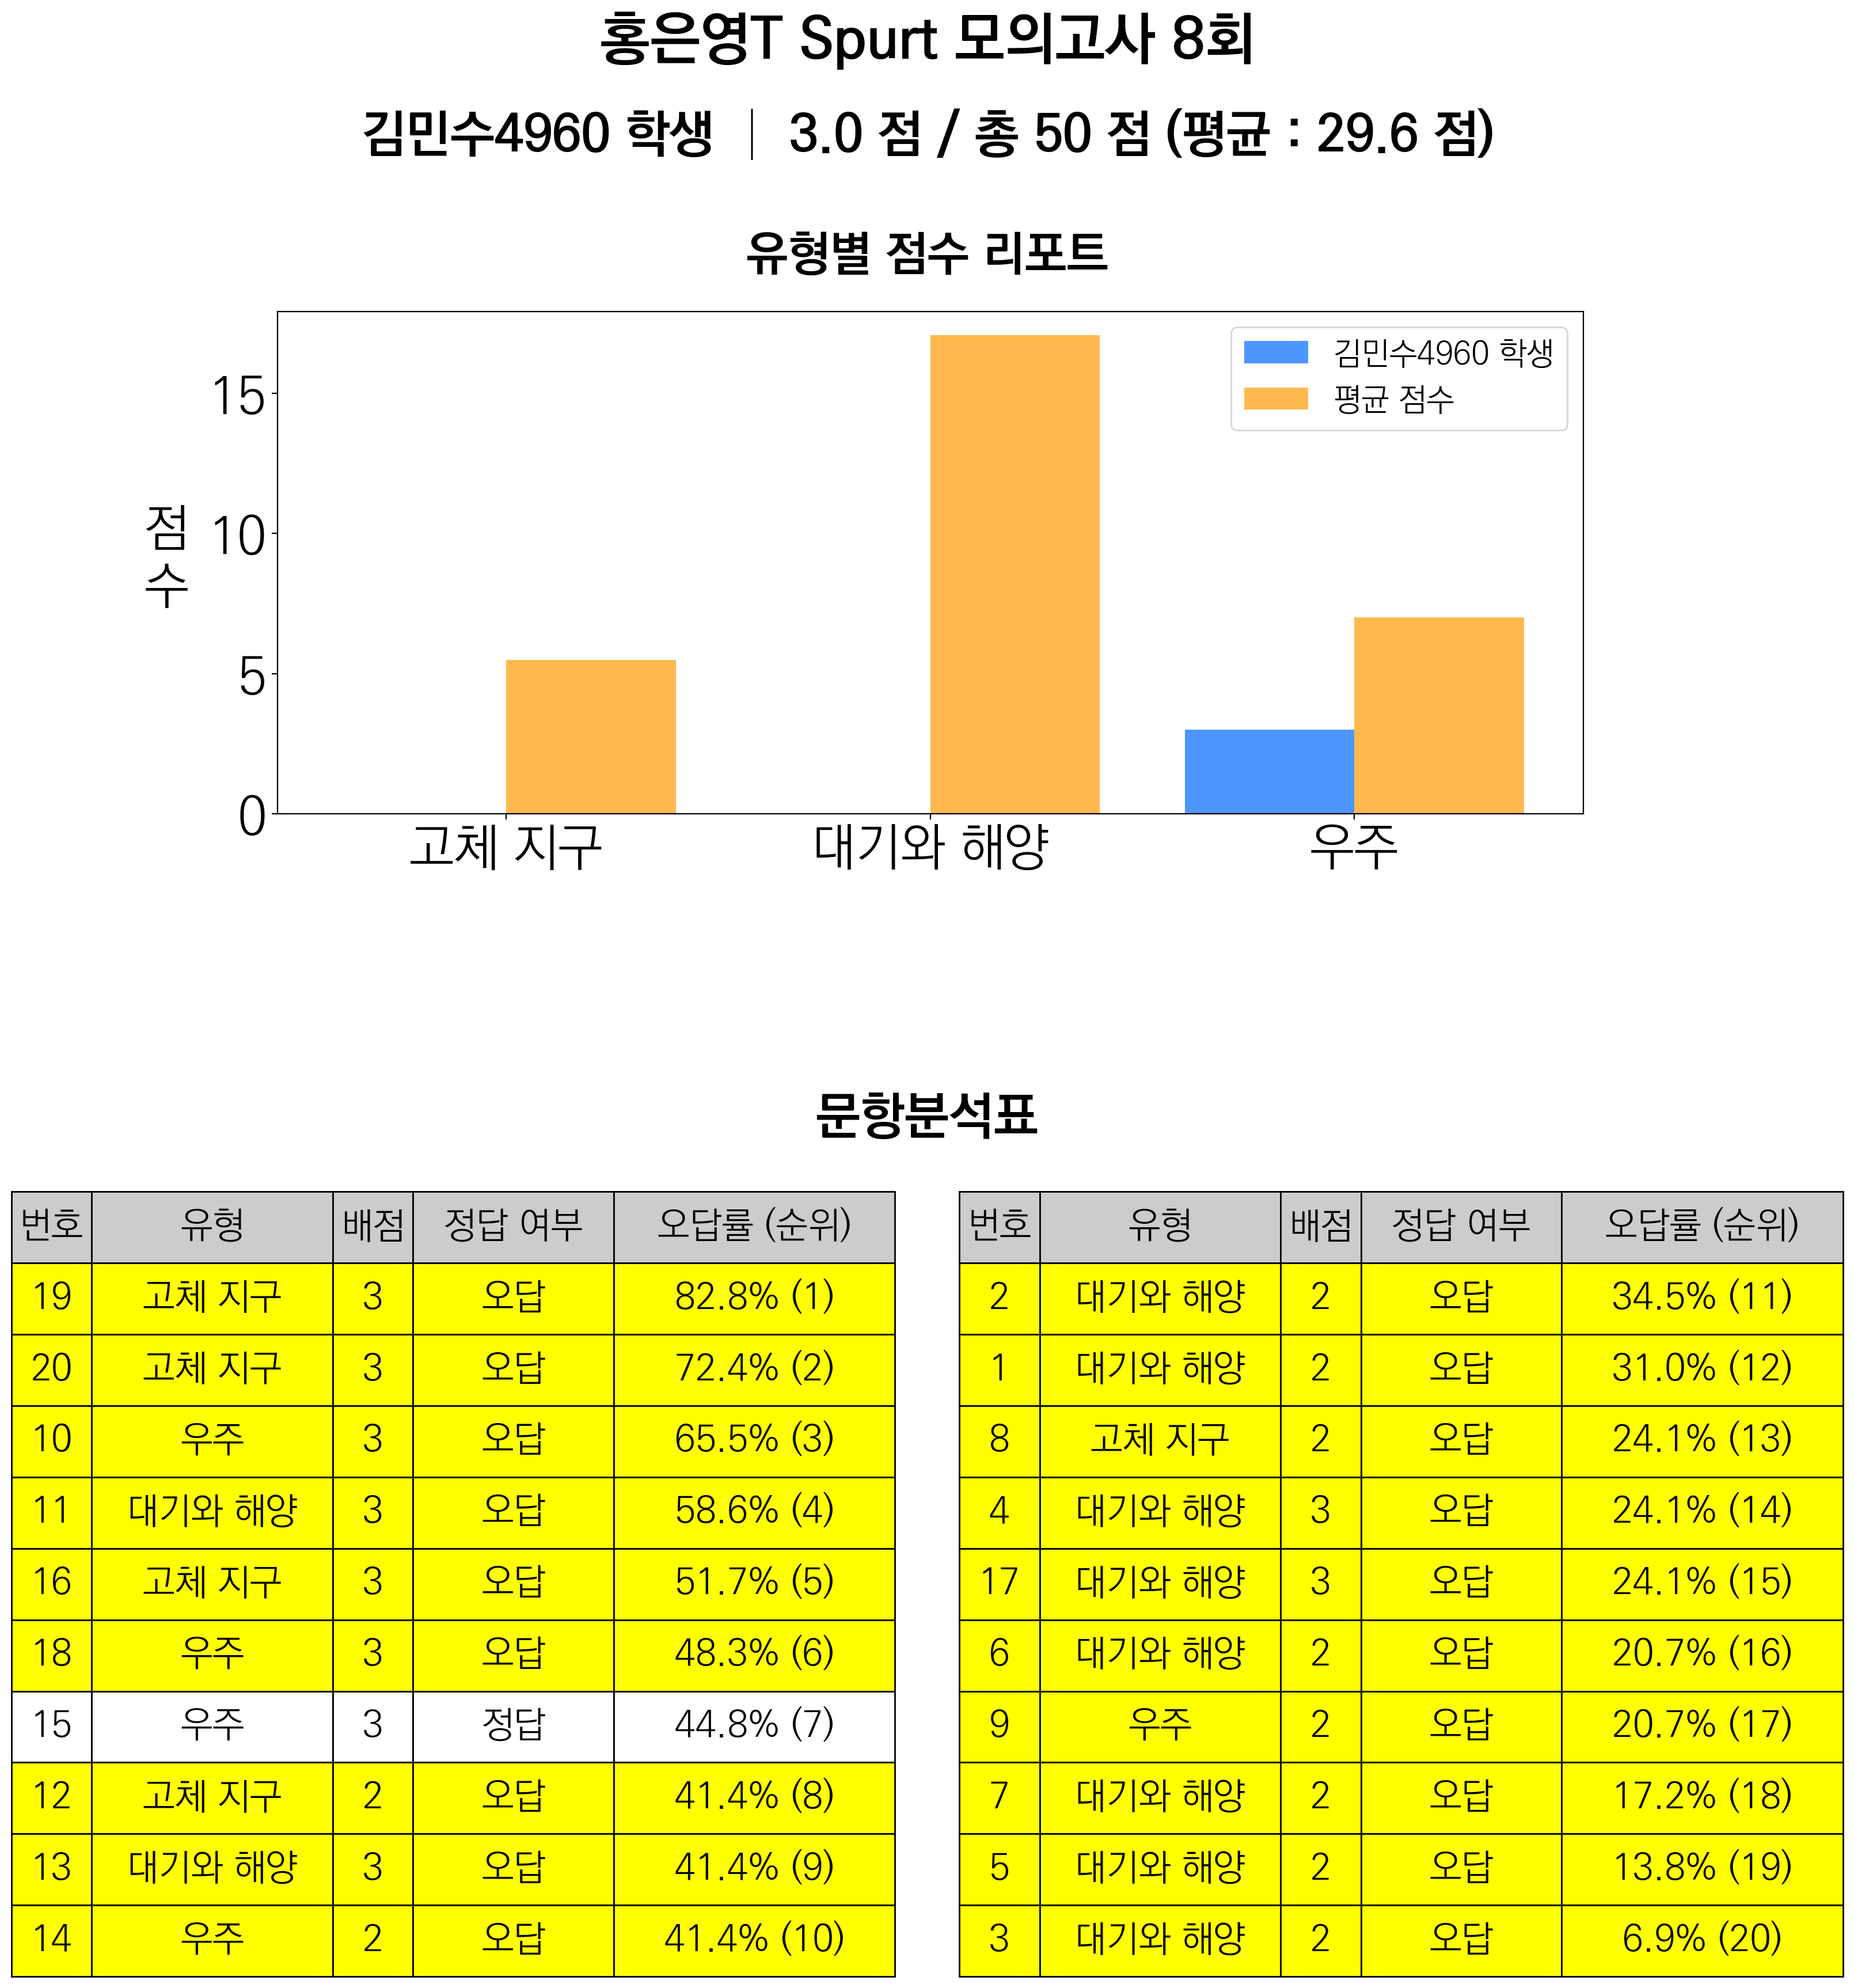 홍은영T Spurt 모의고사 8회
김민수4960 학생 │ 3.0 점 / 총 50 점 (평균 : 29.6 점)
유형별 점수 리포트
김민수4960 학생
평균 점수
점수
15
10
5
0
고체 지구 대기와 해양 우주
문항분석표
번호 유형 배점 정답 여부 오답률 (순위)
19 고체 지구 3 오답 82.8% (1)
20 고체 지구 3 오답 72.4% (2)
10 우주 3 오답 65.5% (3)
11 대기와 해양 3 오답 58.6% (4)
16 고체 지구 3 오답 51.7% (5)
18 우주 3 오답 48.3% (6)
15 우주 3 정답 44.8% (7)
12 고체 지구 2 오답 41.4% (8)
13 대기와 해양 3 오답 41.4% (9)
14 우주 2 오답 41.4% (10)
번호 유형 배점 정답 여부 오답률 (순위)
2 대기와 해양 2 오답 34.5% (11)
1 대기와 해양 2 오답 31.0% (12)
8 고체 지구 2 오답 24.1% (13)
4 대기와 해양 3 오답 24.1% (14)
17 대기와 해양 3 오답 24.1% (15)
6 대기와 해양 2 오답 20.7% (16)
9 우주 2 오답 20.7% (17)
7 대기와 해양 2 오답 17.2% (18)
5 대기와 해양 2 오답 13.8% (19)
3 대기와 해양 2 오답 6.9% (20)